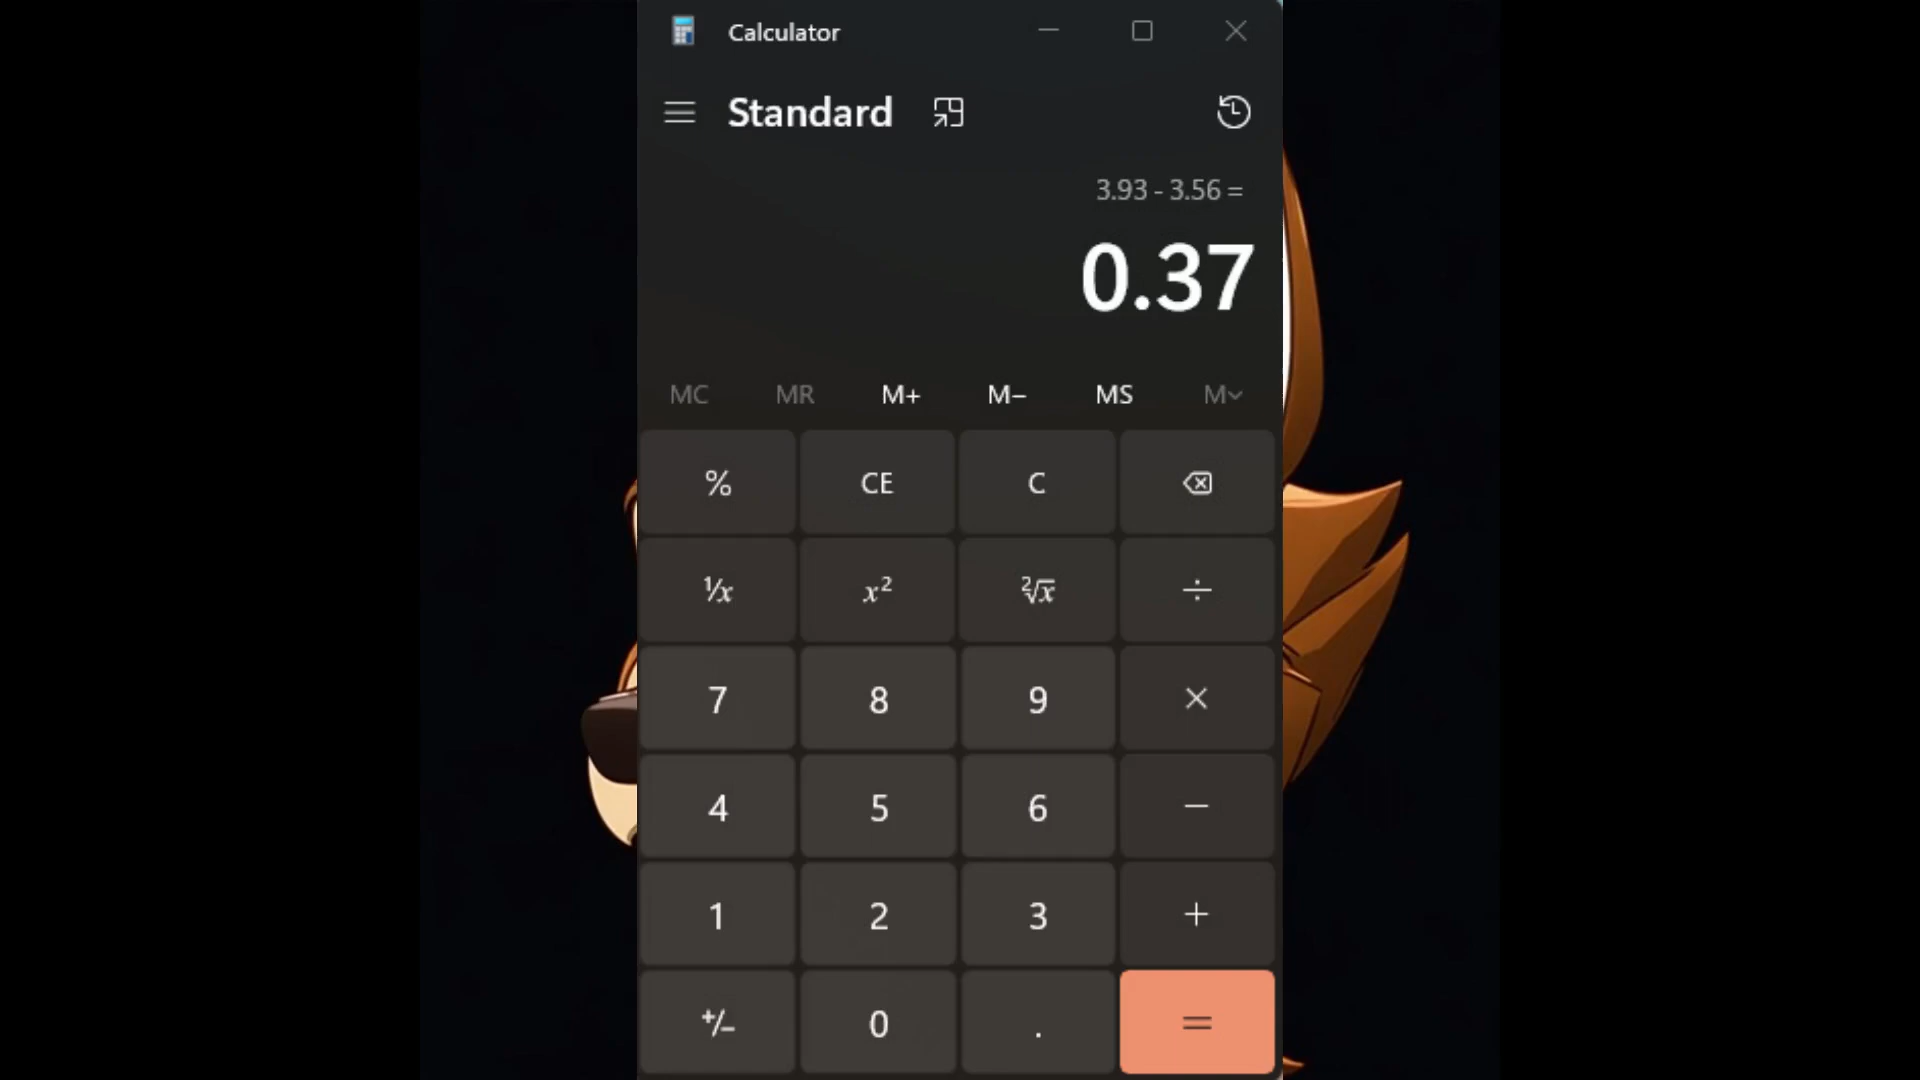 Calculator
Standard
3.93 - 3.56 =
0.37
MC MR M+ M− MS M
% CE C
1/x x² ²√x ÷
7 8 9 ×
4 5 6 −
1 2 3 +
+/− 0 . =